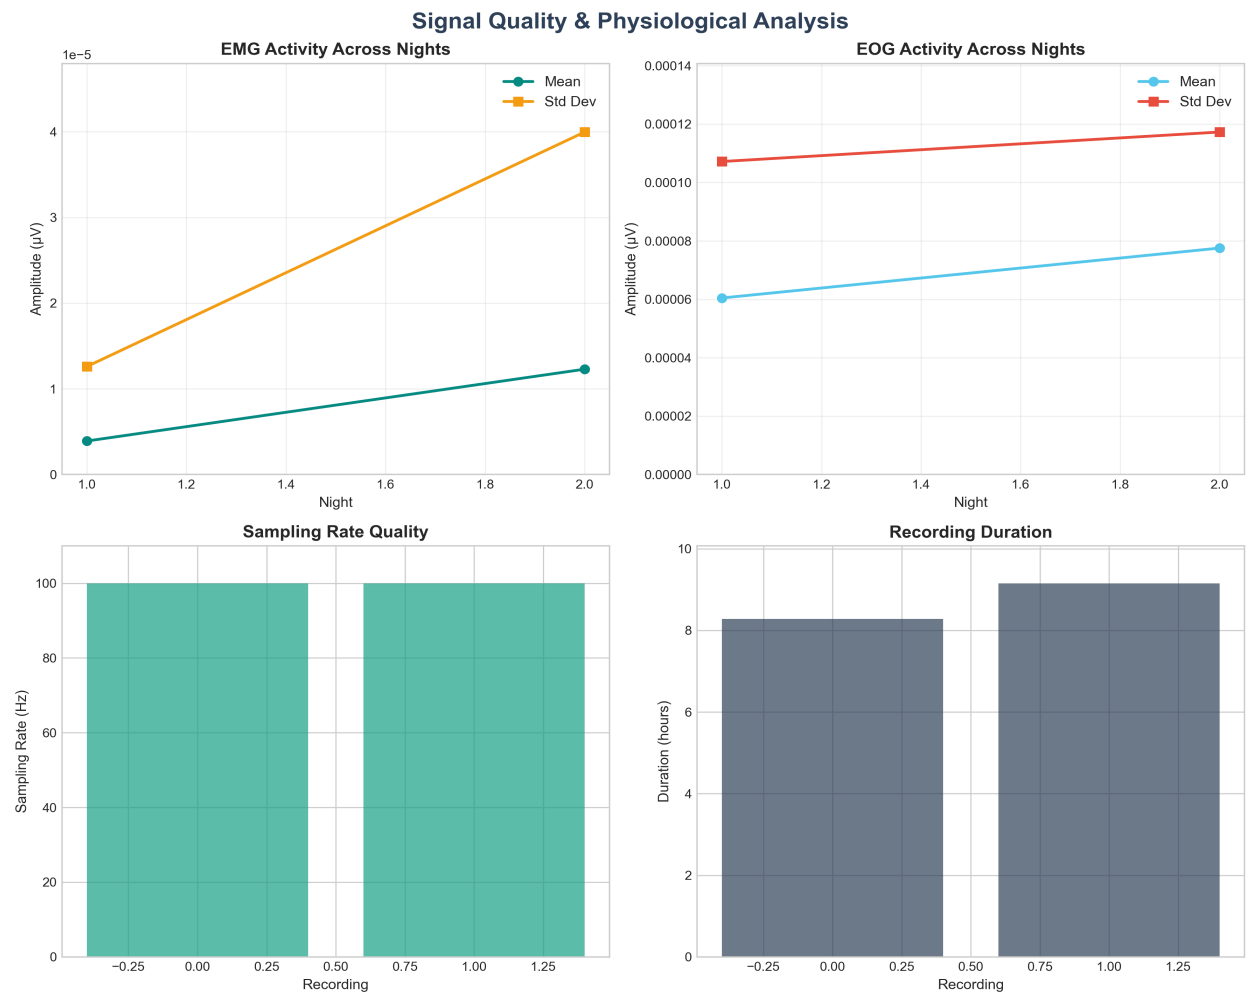 Signal Quality & Physiological Analysis
EMG Activity Across Nights
1e−5
Mean
Std Dev
4
3
2
1
0
Amplitude (μV)
1.0 1.2 1.4 1.6 1.8 2.0
Night
EOG Activity Across Nights
Mean
Std Dev
0.00014
0.00012
0.00010
0.00008
0.00006
0.00004
0.00002
0.00000
Amplitude (μV)
1.0 1.2 1.4 1.6 1.8 2.0
Night
Sampling Rate Quality
100
80
60
40
20
0
Sampling Rate (Hz)
−0.25 0.00 0.25 0.50 0.75 1.00 1.25
Recording
Recording Duration
10
8
6
4
2
0
Duration (hours)
−0.25 0.00 0.25 0.50 0.75 1.00 1.25
Recording